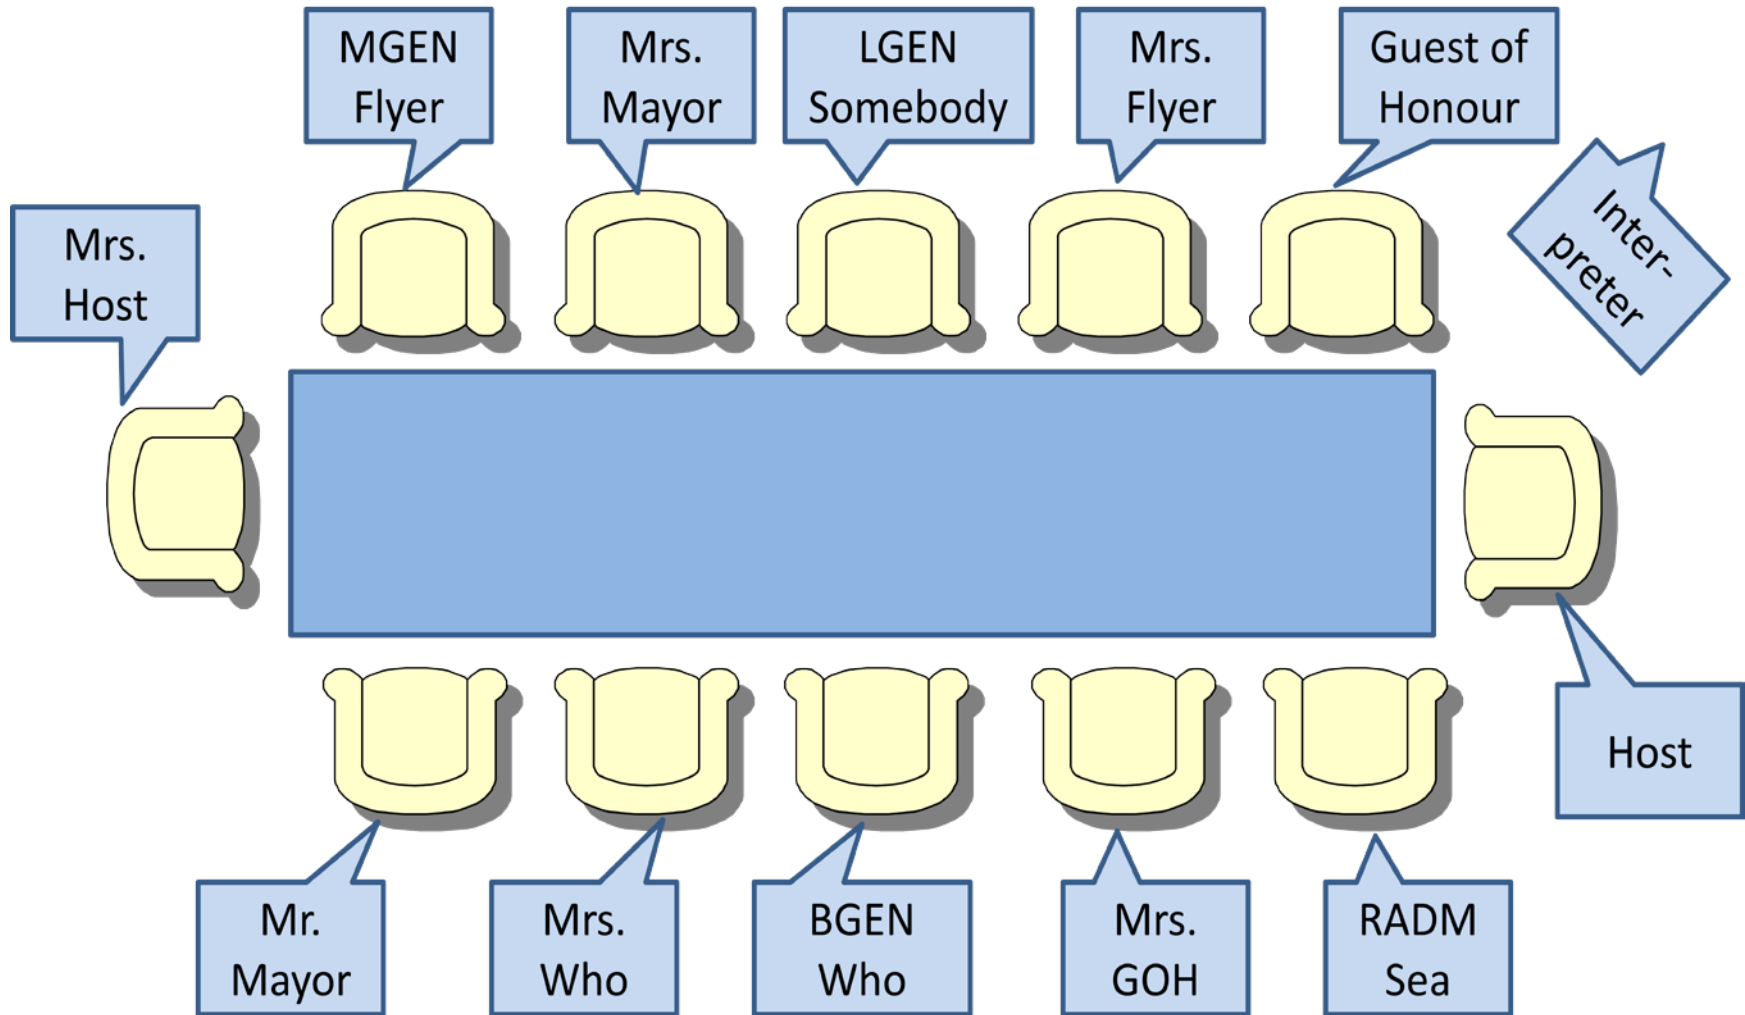 MGEN
Flyer
Mrs.
Mayor
LGEN
Somebody
Mrs.
Flyer
Guest of
Honour
Inter-
preter
Mrs.
Host
Host
Mr.
Mayor
Mrs.
Who
BGEN
Who
Mrs.
GOH
RADM
Sea